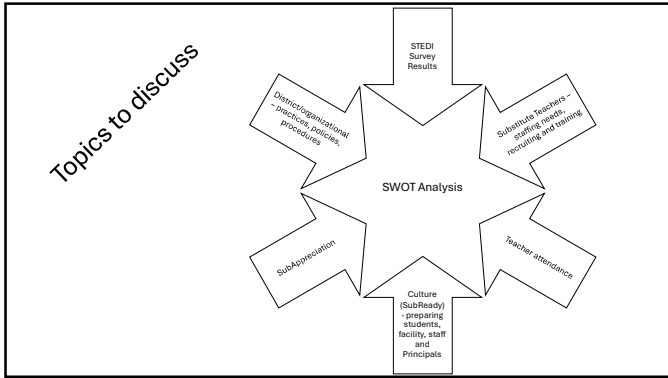 Topics to discuss
STEDI
Survey
Results
Substitute Teachers –
staffing needs,
recruiting and training
Teacher attendance
Culture
(SubReady)
- preparing
students,
facility, staff
and
Principals
SubAppreciation
District/organizational
– practices, policies,
procedures
SWOT Analysis